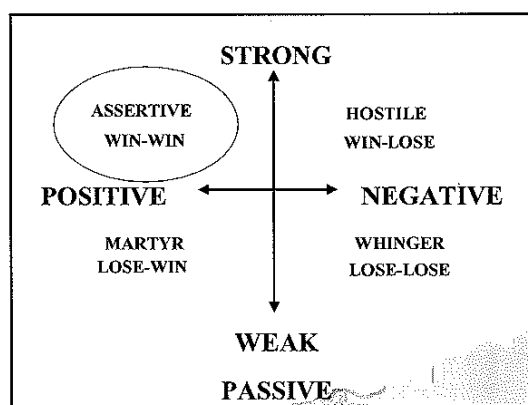 STRONG
ASSERTIVE
WIN-WIN
HOSTILE
WIN-LOSE
POSITIVE
NEGATIVE
MARTYR
LOSE-WIN
WHINGER
LOSE-LOSE
WEAK
PASSIVE